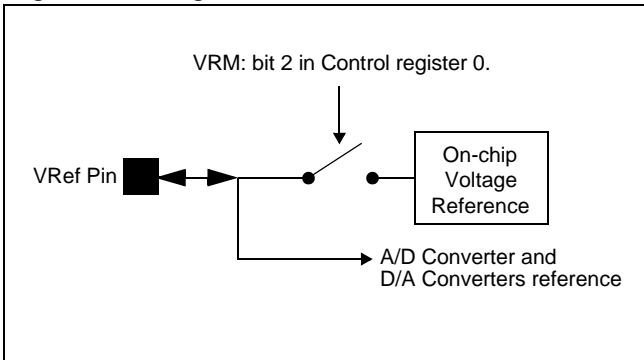 VRM: bit 2 in Control register 0.
VRef Pin
On-chip
Voltage
Reference
A/D Converter and
D/A Converters reference